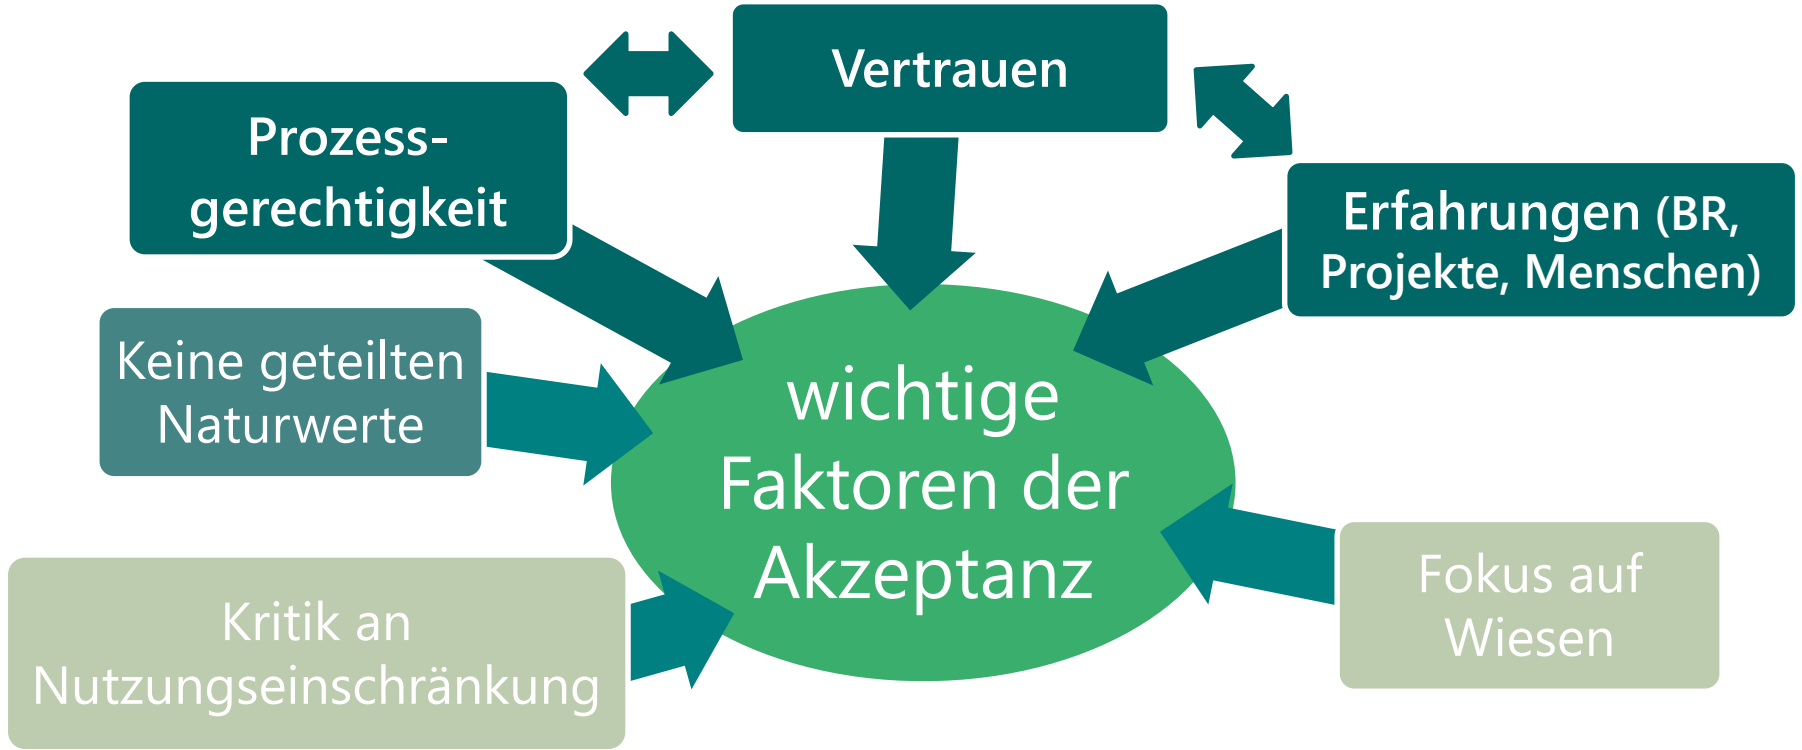 Vertrauen
Prozess-
gerechtigkeit
Erfahrungen (BR,
Projekte, Menschen)
Keine geteilten
Naturwerte
wichtige
Faktoren der
Akzeptanz
Fokus auf
Wiesen
Kritik an
Nutzungseinschränkung